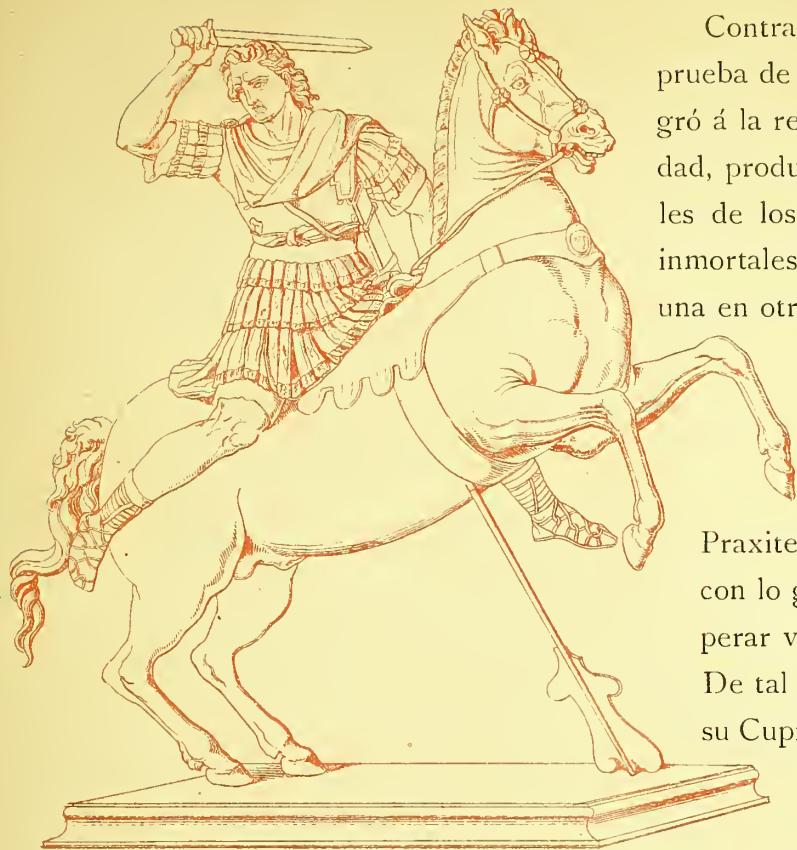 Contra
prueba de
gró á la re
dad, produ
les de los
inmortales
una en otr
Praxite
con lo g
perar v
De tal
su Cup